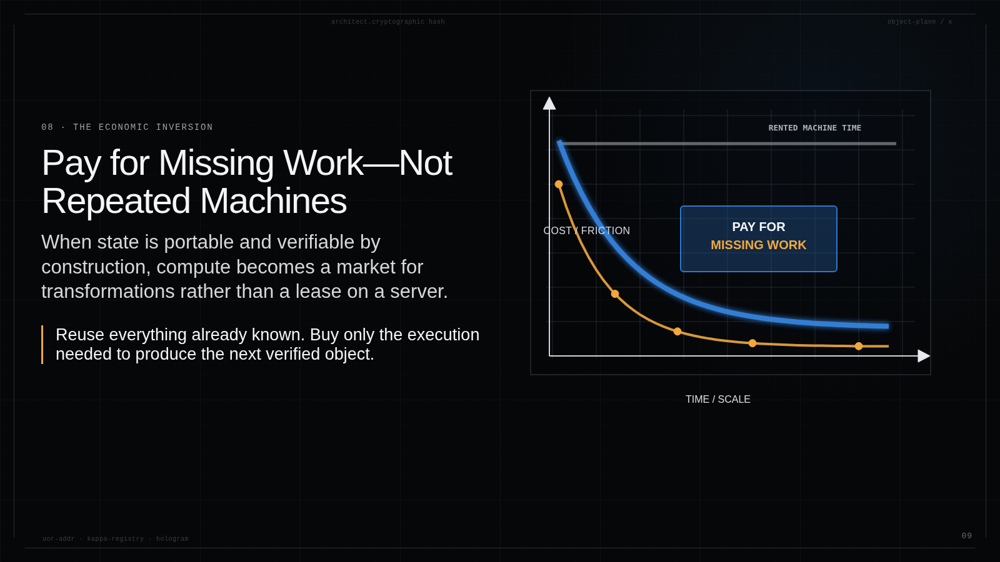 architect.cryptographic hash
object-plane / κ
08 · THE ECONOMIC INVERSION
Pay for Missing Work—Not
Repeated Machines
When state is portable and verifiable by
construction, compute becomes a market for
transformations rather than a lease on a server.
Reuse everything already known. Buy only the execution
needed to produce the next verified object.
RENTED MACHINE TIME
COST / FRICTION
PAY FOR
MISSING WORK
TIME / SCALE
uor-addr · kappa-registry · hologram
09